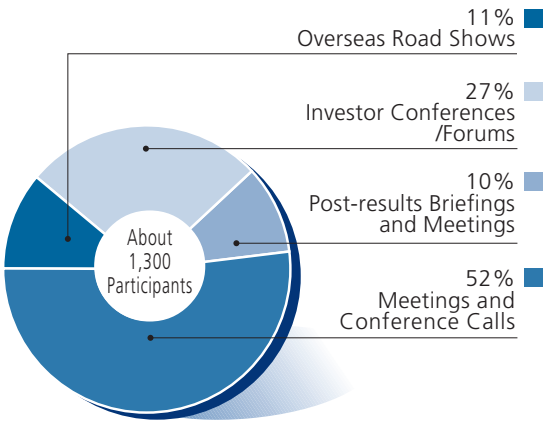 11%
Overseas Road Shows
27%
Investor Conferences
/Forums
10%
Post-results Briefings
and Meetings
52%
Meetings and
Conference Calls
About
1,300
Participants